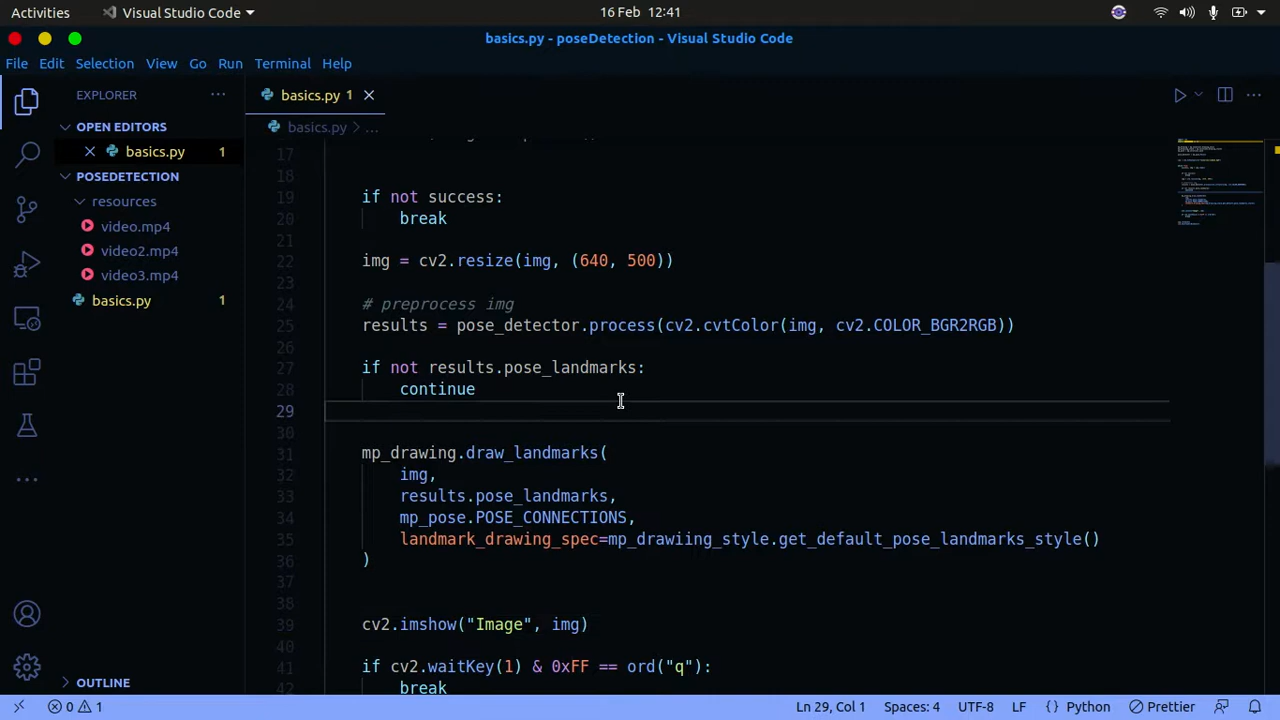 Activities Visual Studio Code 16 Feb 12:41
basics.py - poseDetection - Visual Studio Code
File Edit Selection View Go Run Terminal Help
EXPLORER
OPEN EDITORS
basics.py 1
POSEDETECTION
resources
video.mp4
video2.mp4
video3.mp4
basics.py 1
OUTLINE
basics.py 1
basics.py > ...
17
18
19 if not success:
20 break
21
22 img = cv2.resize(img, (640, 500))
23
24 # preprocess img
25 results = pose_detector.process(cv2.cvtColor(img, cv2.COLOR_BGR2RGB))
26
27 if not results.pose_landmarks:
28 continue
29
30
31 mp_drawing.draw_landmarks(
32 img,
33 results.pose_landmarks,
34 mp_pose.POSE_CONNECTIONS,
35 landmark_drawing_spec=mp_drawiing_style.get_default_pose_landmarks_style()
36 )
37
38
39 cv2.imshow("Image", img)
40
41 if cv2.waitKey(1) & 0xFF == ord("q"):
42 break
0 1 Ln 29, Col 1 Spaces: 4 UTF-8 LF {} Python Prettier